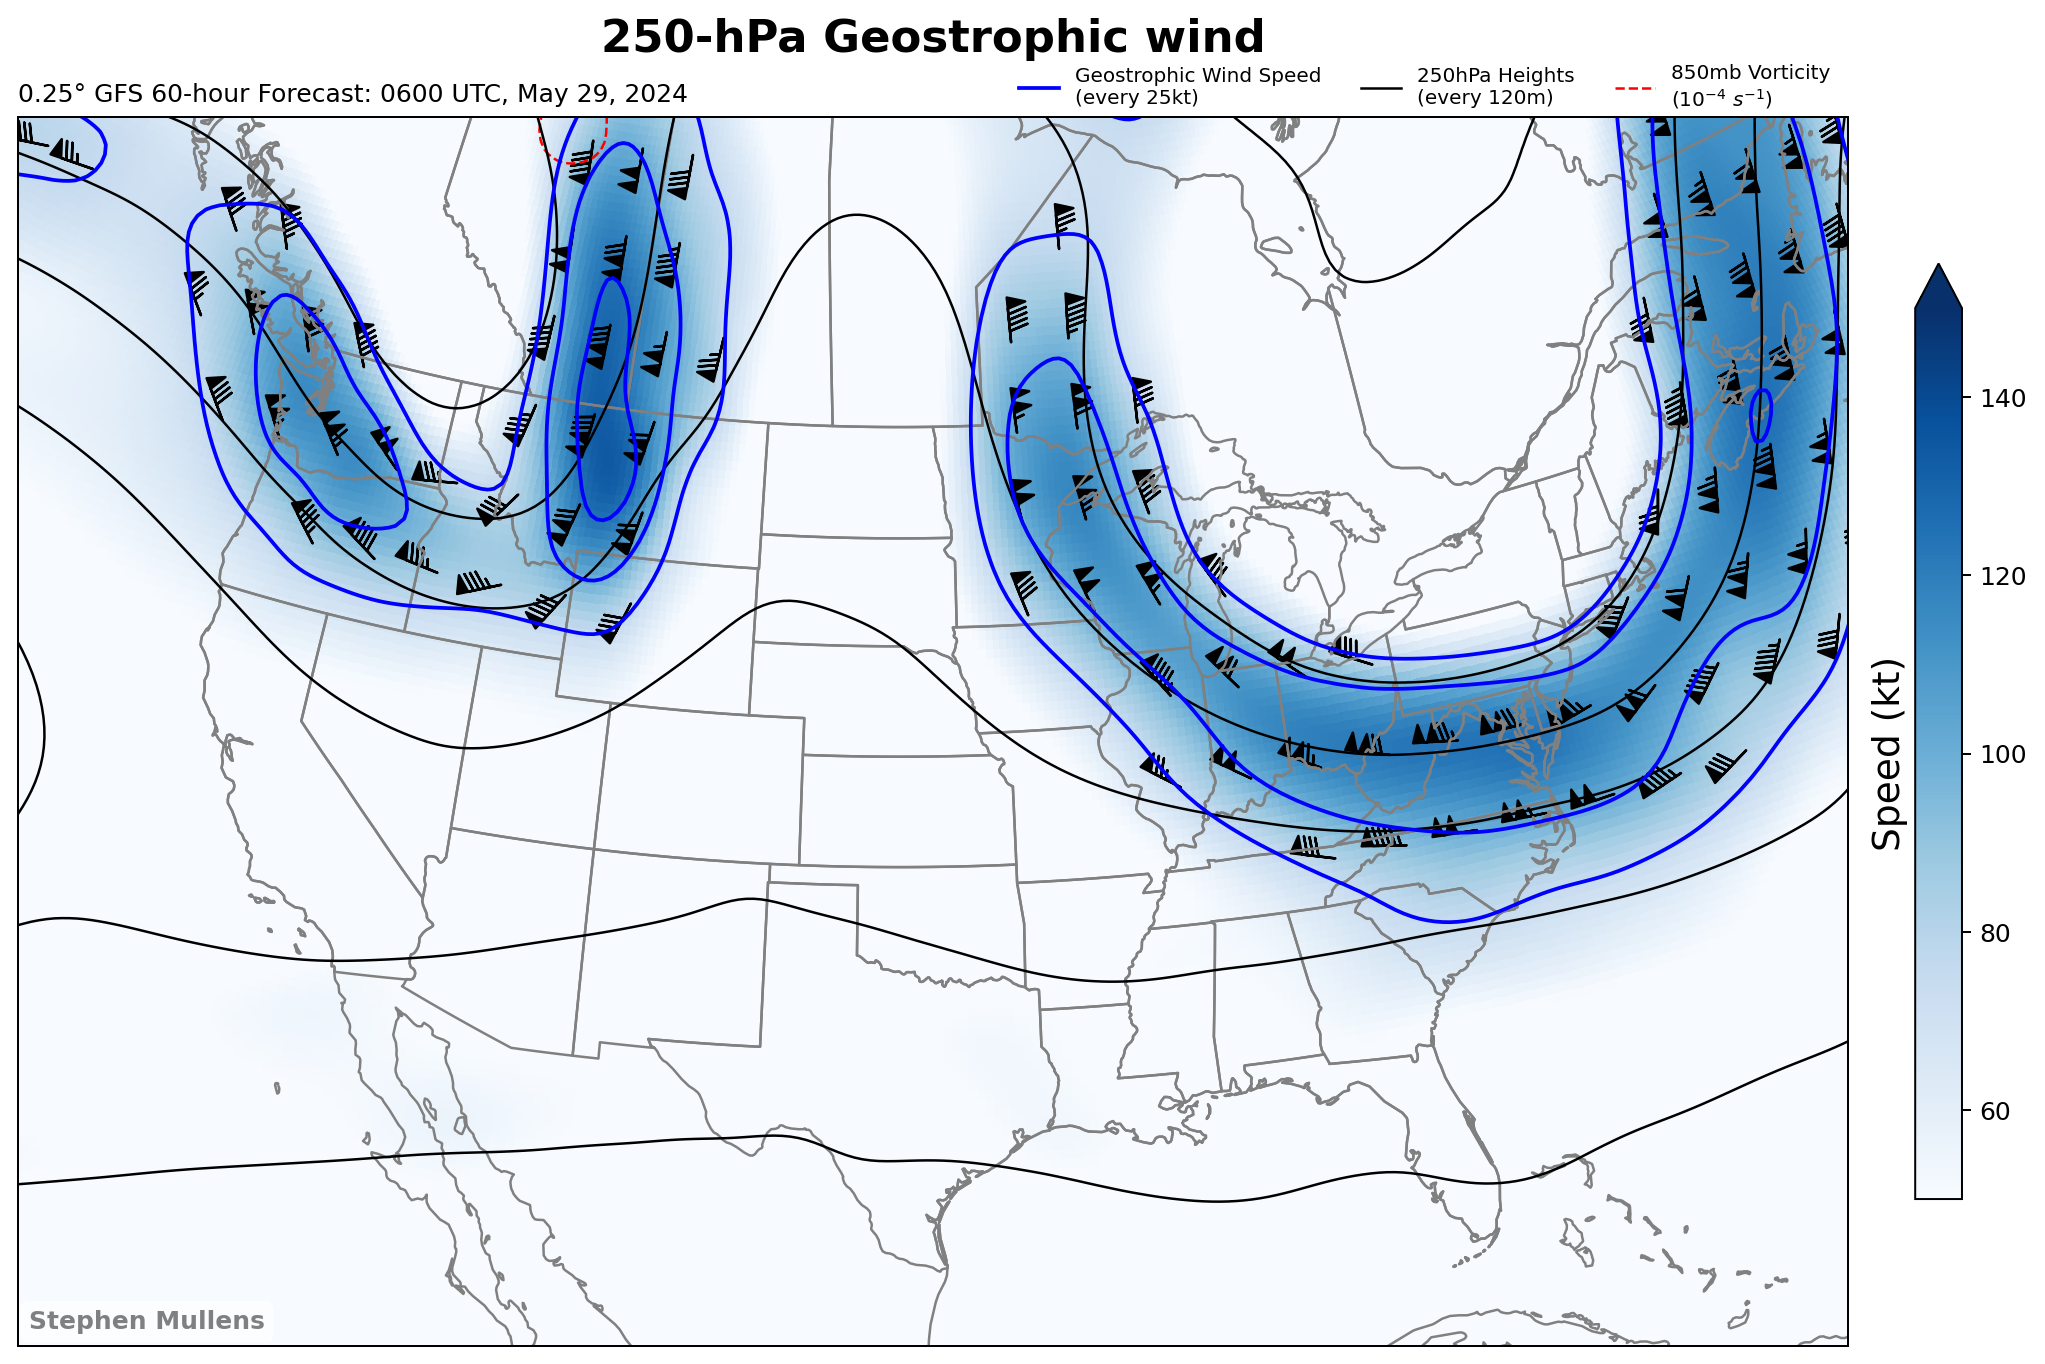 250-hPa Geostrophic wind
0.25° GFS 60-hour Forecast: 0600 UTC, May 29, 2024
Geostrophic Wind Speed
(every 25kt)
250hPa Heights
(every 120m)
850mb Vorticity
(10⁻⁴ s⁻¹)
140
120
100
80
60
Speed (kt)
Stephen Mullens